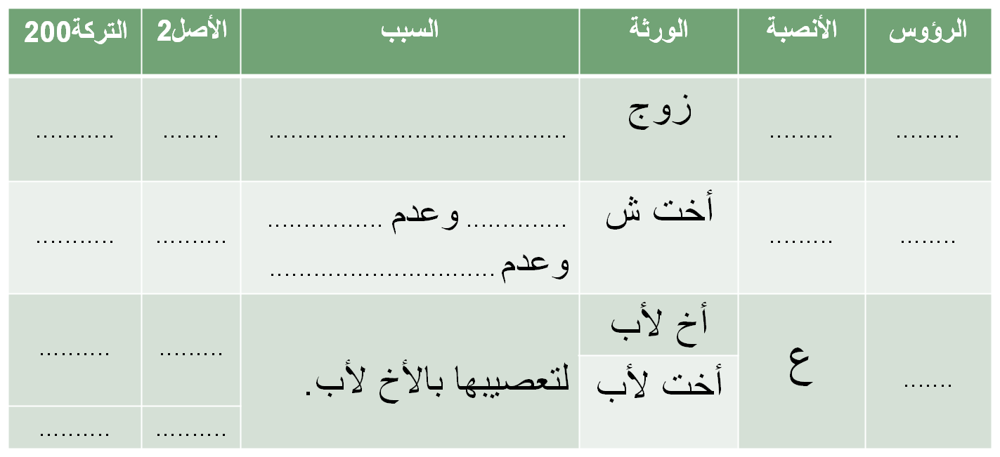 الرؤوس الأنصبة الورثة السبب الأصل2 التركة200
......... ......... زوج ......................................... ........ ...........
........ ......... أخت ش .............. وعدم ................ .......... ...........
وعدم ...............................
....... ع أخ لأب ......... ..........
أخت لأب لتعصيبها بالأخ لأب. .......... ..........